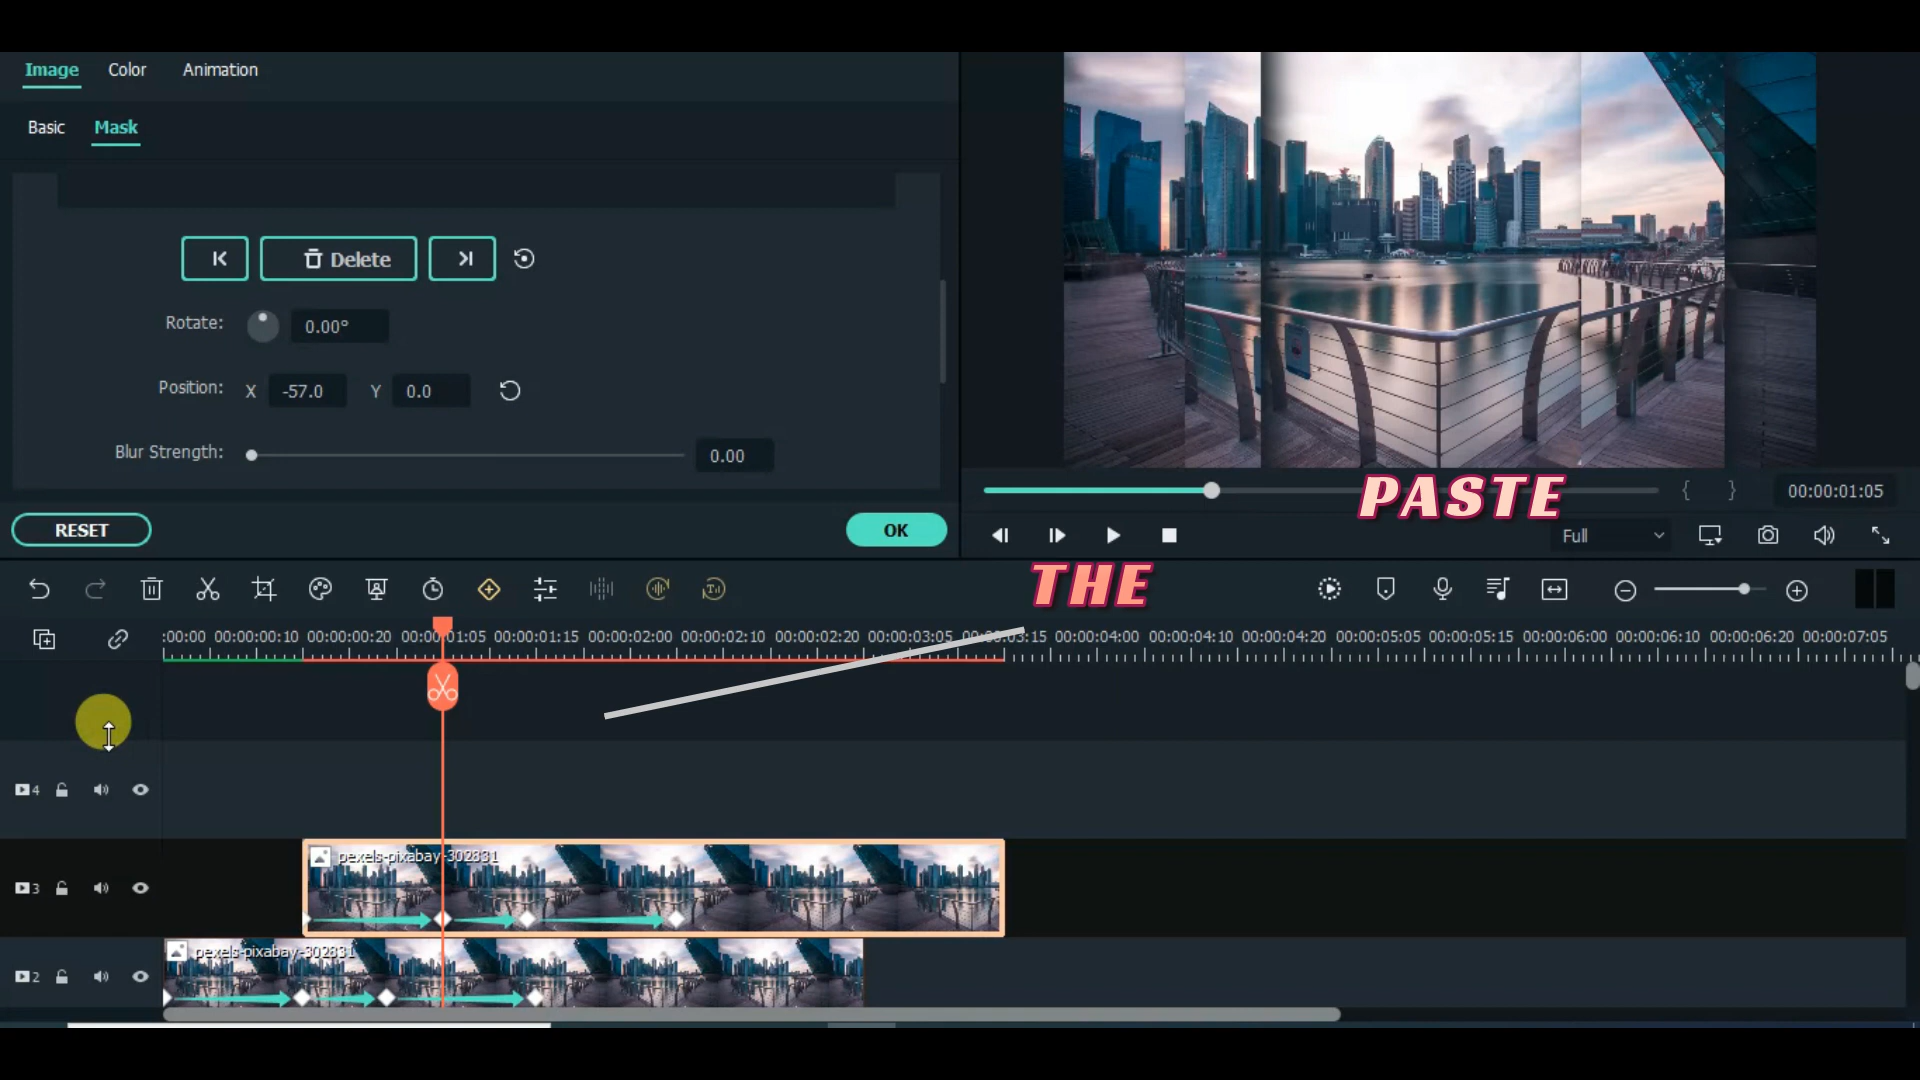 Image Color Animation
Basic Mask
Delete
Rotate: 0.00°
Position: X -57.0 Y 0.0
Blur Strength: 0.00
RESET OK
00:00:01:05
PASTE
Full
THE
:00:00 00:00:00:10 00:00:00:20 00:00:01:05 00:00:01:15 00:00:02:00 00:00:02:10 00:00:02:20 00:00:03:05 00:00:03:15 00:00:04:00 00:00:04:10 00:00:04:20 00:00:05:05 00:00:05:15 00:00:06:00 00:00:06:10 00:00:06:20 00:00:07:05
4
pexels-pixabay-302831
3
pexels-pixabay-302831
2